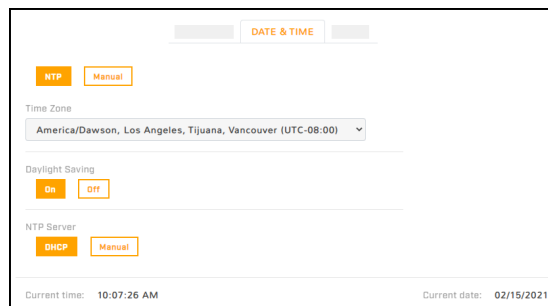 DATE & TIME
NTP Manual
Time Zone
America/Dawson, Los Angeles, Tijuana, Vancouver (UTC-08:00)
Daylight Saving
On Off
NTP Server
DHCP Manual
Current time: 10:07:26 AM Current date: 02/15/2021